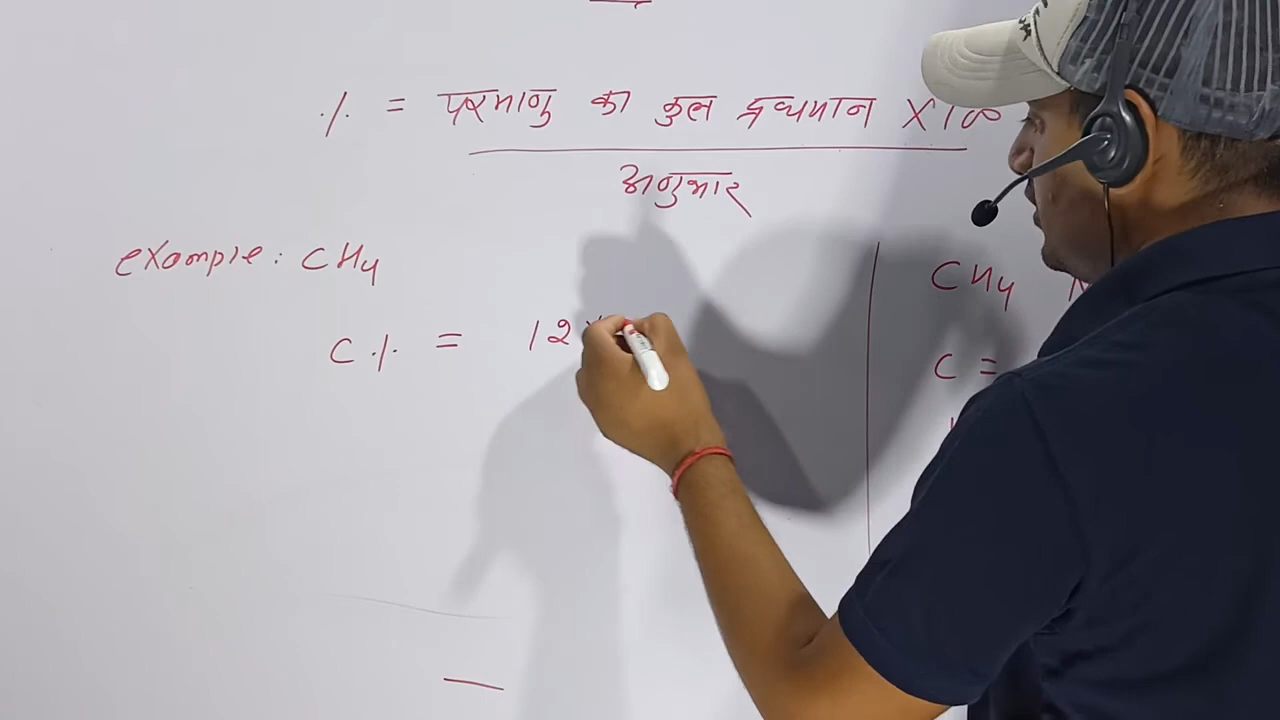 % = परमाणु का कुल द्रव्यमान X100
अणुभार
example: CH4
C % = 12
CH4
C =